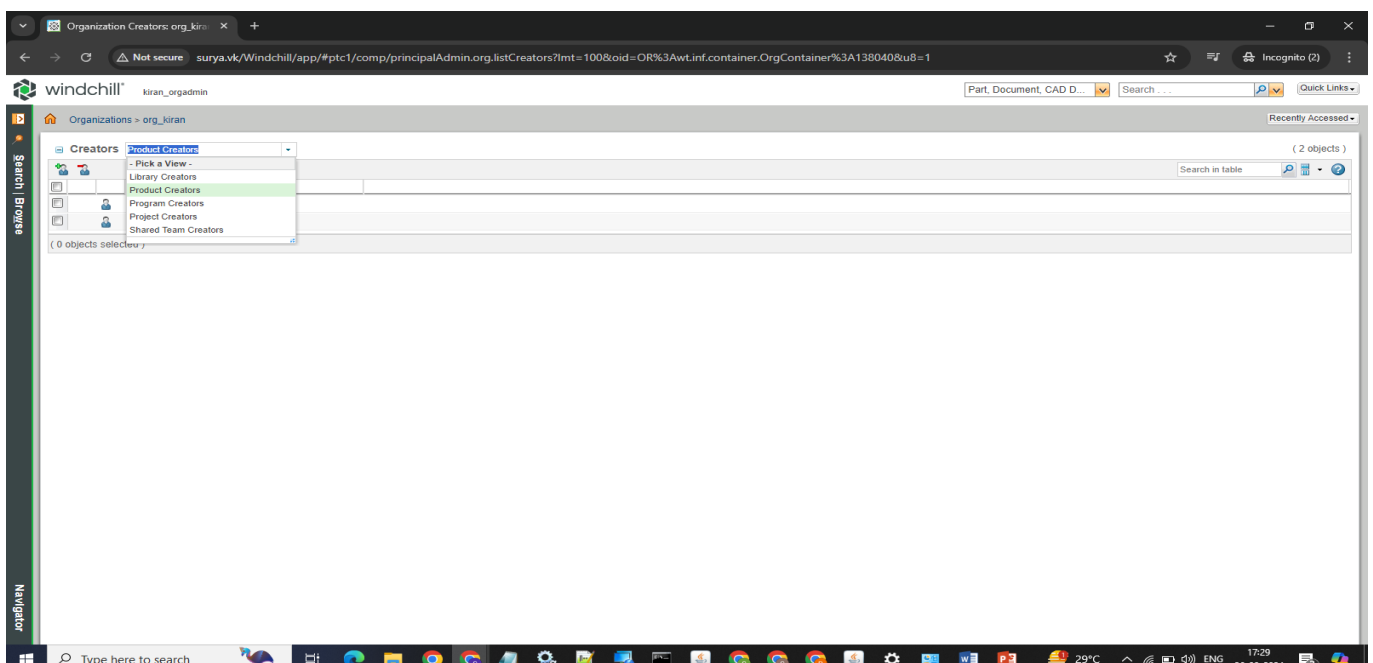 Organization Creators: org_kira
Not secure surya.vk/Windchill/app/#ptc1/comp/principalAdmin.org.listCreators?lmt=100&oid=OR%3Awt.inf.container.OrgContainer%3A138040&u8=1
Incognito (2)
windchill® kiran_orgadmin
Part, Document, CAD D... Search . . . Quick Links
Organizations > org_kiran
Recently Accessed
Creators Product Creators ( 2 objects )
- Pick a View -
Search in table
Library Creators
Product Creators
Program Creators
Project Creators
Shared Team Creators
( 0 objects selected )
Search | Browse
Navigator
Type here to search
29°C ENG 17:29